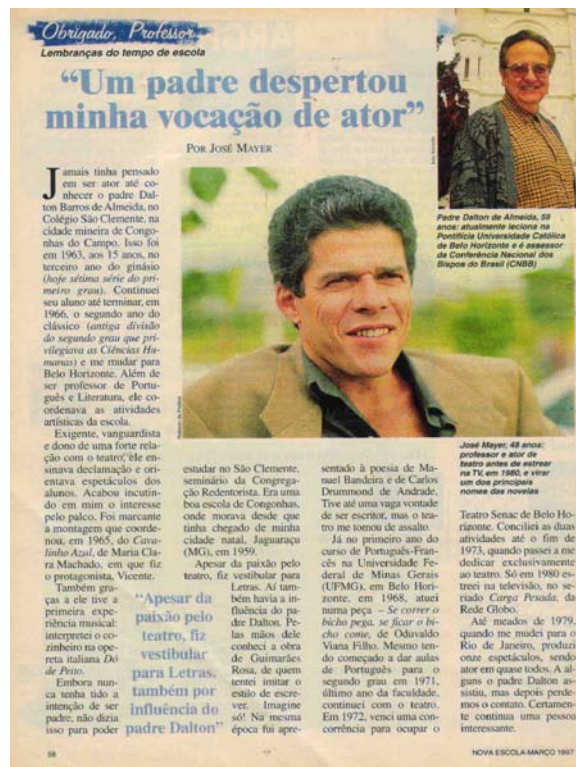 Obrigado, Professor
Lembranças do tempo de escola
“Um padre despertou
minha vocação de ator”
POR JOSÉ MAYER
Padre Dalton de Almeida, 59
anos: atualmente leciona na
Pontifícia Universidade Católica
de Belo Horizonte e é assessor
da Conferência Nacional dos
Bispos do Brasil (CNBB)
Jamais tinha pensado
em ser ator até co-
nhecer o padre Dal-
ton Barros de Almeida, no
Colégio São Clemente, na
cidade mineira de Congo-
nhas do Campo. Isso foi
em 1963, aos 15 anos, no
terceiro ano do ginásio
(hoje sétima série do pri-
meiro grau). Continuei
seu aluno até terminar, em
1966, o segundo ano do
clássico (antiga divisão
do segundo grau que pri-
vilegiava as Ciências Hu-
manas) e me mudar para
Belo Horizonte. Além de
ser professor de Portu-
guês e Literatura, ele co-
ordenava as atividades
artísticas da escola.
Exigente, vanguardista
e dono de uma forte rela-
ção com o teatro, ele en-
sinava declamação e ori-
entava espetáculos dos
alunos. Acabou incutin-
do em mim o interesse
pelo palco. Foi marcante
a montagem que coorde-
nou, em 1965, do Cava-
linho Azul, de Maria Cla-
ra Machado, em que fiz
o protagonista, Vicente.
Também gra-
ças a ele tive a
primeira expe-
riência musical:
interpretei o co-
zinheiro na ope-
reta italiana Dó
de Peito.
Embora nun-
ca tenha tido a
intenção de ser
padre, não dizia
isso para poder
“Apesar da
paixão pelo
teatro, fiz
vestibular
para Letras.
também por
influência do
padre Dalton”
estudar no São Clemente,
seminário da Congrega-
ção Redentorista. Era uma
boa escola de Congonhas,
onde morava desde que
tinha chegado de minha
cidade natal, Jaguaraçu
(MG), em 1959.
Apesar da paixão pelo
teatro, fiz vestibular para
Letras. Aí tam-
bém havia a in-
fluência do pa-
dre Dalton. Pe-
las mãos dele
conheci a obra
de Guimarães
Rosa, de quem
tentei imitar o
estilo de escre-
ver. Imagine
só! Na mesma
época fui apre-
sentado à poesia de Ma-
nuel Bandeira e de Carlos
Drummond de Andrade.
Tive até uma vontade vaga
de ser escritor, mas o tea-
tro me tomou de assalto.
Já no primeiro ano do
curso de Português-Fran-
cês na Universidade Fe-
deral de Minas Gerais
(UFMG), em Belo Hori-
zonte, em 1968, atuei
numa peça – Se correr o
bicho pega, se ficar o bi-
cho come, de Oduvaldo
Viana Filho. Mesmo ten-
do começado a dar aulas
de Português para o
segundo grau em 1971,
último ano da faculdade,
continuei com o teatro.
Em 1972, venci uma con-
corrência para ocupar o
José Mayer, 48 anos:
professor e ator de
teatro antes de estrear
na TV, em 1980, e virar
um dos principais
nomes das novelas
Teatro Senac de Belo Ho-
rizonte. Conciliei as duas
atividades até o fim de
1973, quando passei a me
dedicar exclusivamente
ao teatro. Só em 1980 es-
treei na televisão, no se-
riado Carga Pesada, da
Rede Globo.
Até meados de 1979,
quando me mudei para o
Rio de Janeiro, produzi
onze espetáculos, sendo
ator em quase todos. A al-
guns o padre Dalton as-
sistiu, mas depois perde-
mos o contato. Certamen-
te continua uma pessoa
interessante.
56
NOVA ESCOLA-MARÇO 1997